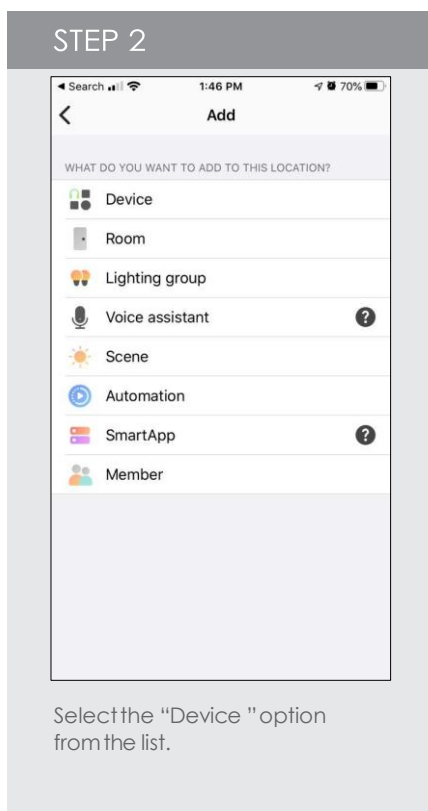 STEP 2
◀ Search 1:46 PM 70%
Add
WHAT DO YOU WANT TO ADD TO THIS LOCATION?
Device
Room
Lighting group
Voice assistant ?
Scene
Automation
SmartApp ?
Member
Select the “Device ” option
from the list.